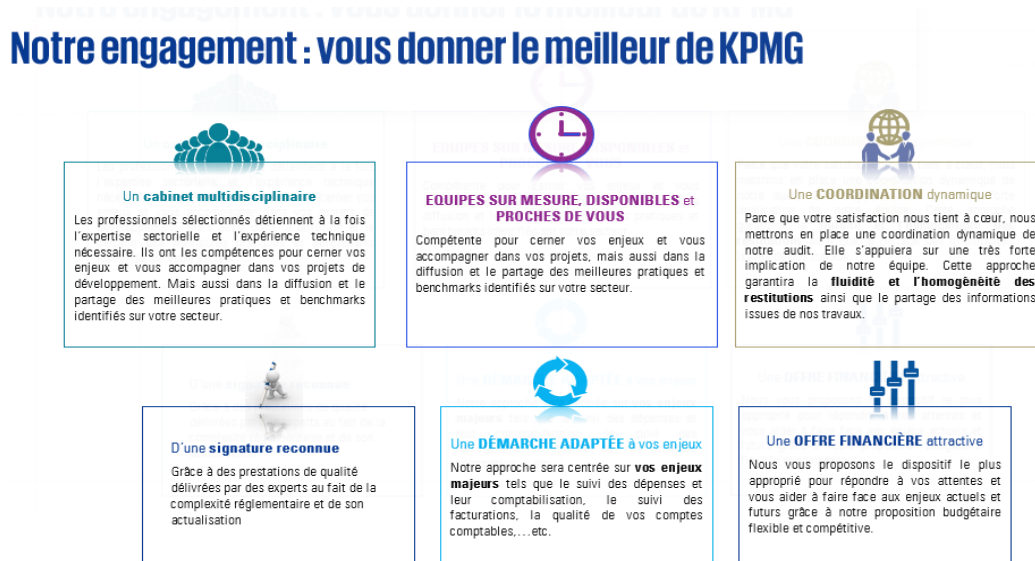 Notre engagement : vous donner le meilleur de KPMG
Un cabinet multidisciplinaire
Les professionnels sélectionnés détiennent à la fois
l'expertise sectorielle et l'expérience technique
nécessaire. Ils ont les compétences pour cerner vos
enjeux et vous accompagner dans vos projets de
développement. Mais aussi dans la diffusion et le
partage des meilleures pratiques et benchmarks
identifiés sur votre secteur.
EQUIPES SUR MESURE, DISPONIBLES et
PROCHES DE VOUS
Compétente pour cerner vos enjeux et vous
accompagner dans vos projets, mais aussi dans la
diffusion et le partage des meilleures pratiques et
benchmarks identifiés sur votre secteur.
Une COORDINATION dynamique
Parce que votre satisfaction nous tient à cœur, nous
mettrons en place une coordination dynamique de
notre audit. Elle s'appuiera sur une très forte
implication de notre équipe. Cette approche
garantira la fluidité et l'homogénéité des
restitutions ainsi que le partage des informations
issues de nos travaux.
D'une signature reconnue
Grâce à des prestations de qualité
délivrées par des experts au fait de la
complexité réglementaire et de son
actualisation
Une DÉMARCHE ADAPTÉE à vos enjeux
Notre approche sera centrée sur vos enjeux
majeurs tels que le suivi des dépenses et
leur comptabilisation, le suivi des
facturations, la qualité de vos comptes
comptables,...etc.
Une OFFRE FINANCIÈRE attractive
Nous vous proposons le dispositif le plus
approprié pour répondre à vos attentes et
vous aider à faire face aux enjeux actuels et
futurs grâce à notre proposition budgétaire
flexible et compétitive.